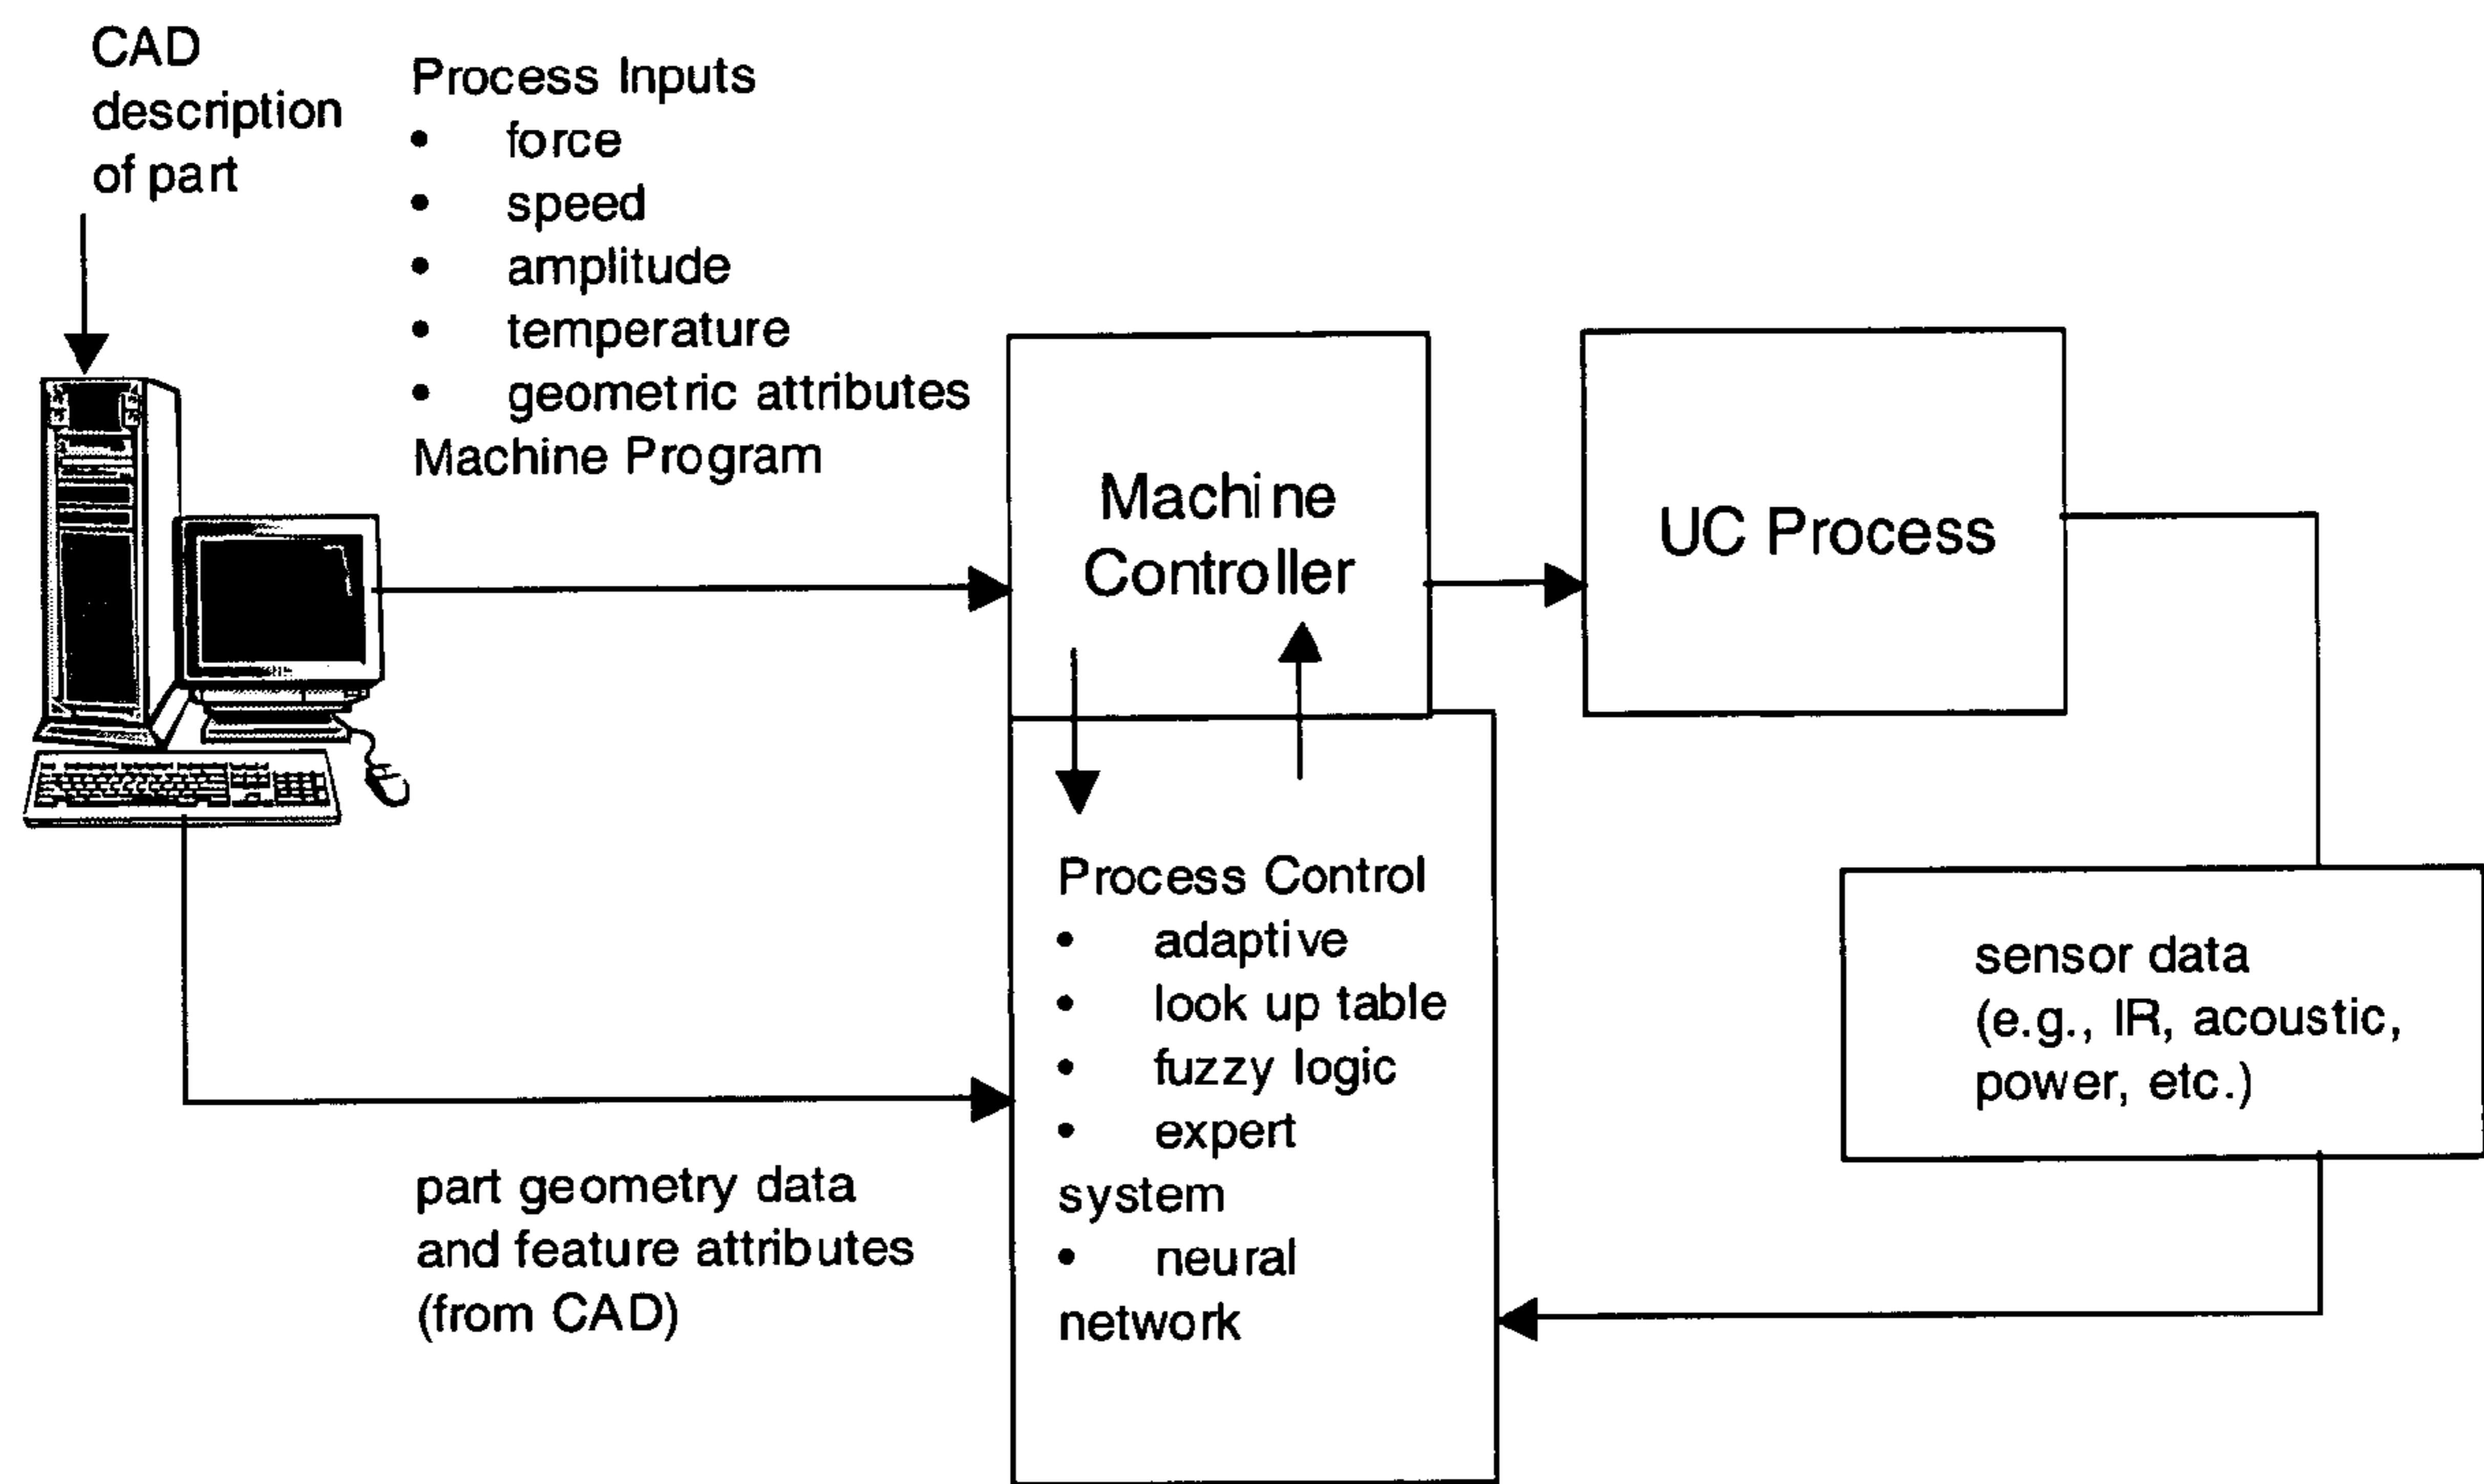 CAD
description
of part
Process Inputs
• force
• speed
• amplitude
• temperature
• geometric attributes
Machine Program
Machine
Controller
UC Process
Process Control
• adaptive
• look up table
• fuzzy logic
• expert
system
• neural
network
sensor data
(e.g., IR, acoustic,
power, etc.)
part geometry data
and feature attributes
(from CAD)